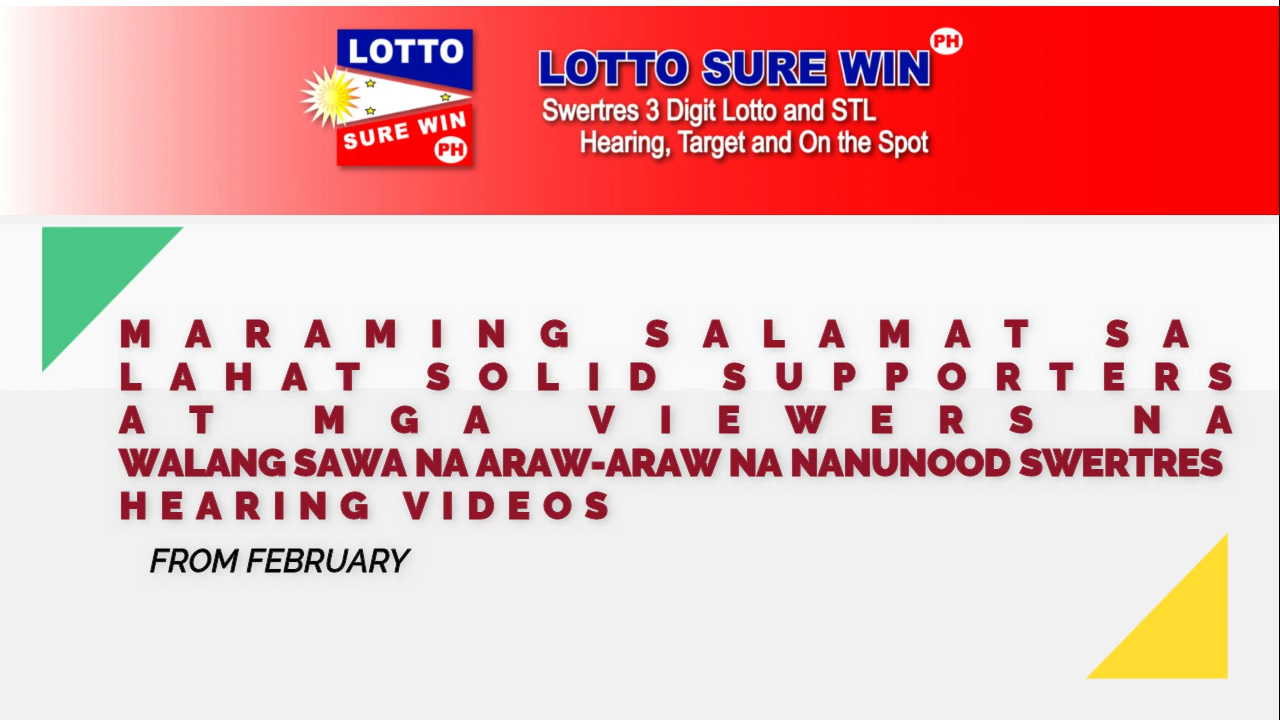 LOTTO
SURE WIN
PH
LOTTO SURE WIN PH
Swertres 3 Digit Lotto and STL
Hearing, Target and On the Spot
MARAMING SALAMAT SA
LAHAT SOLID SUPPORTERS
AT MGA VIEWERS NA
WALANG SAWA NA ARAW-ARAW NA NANUNOOD SWERTRES
HEARING VIDEOS
FROM FEBRUARY